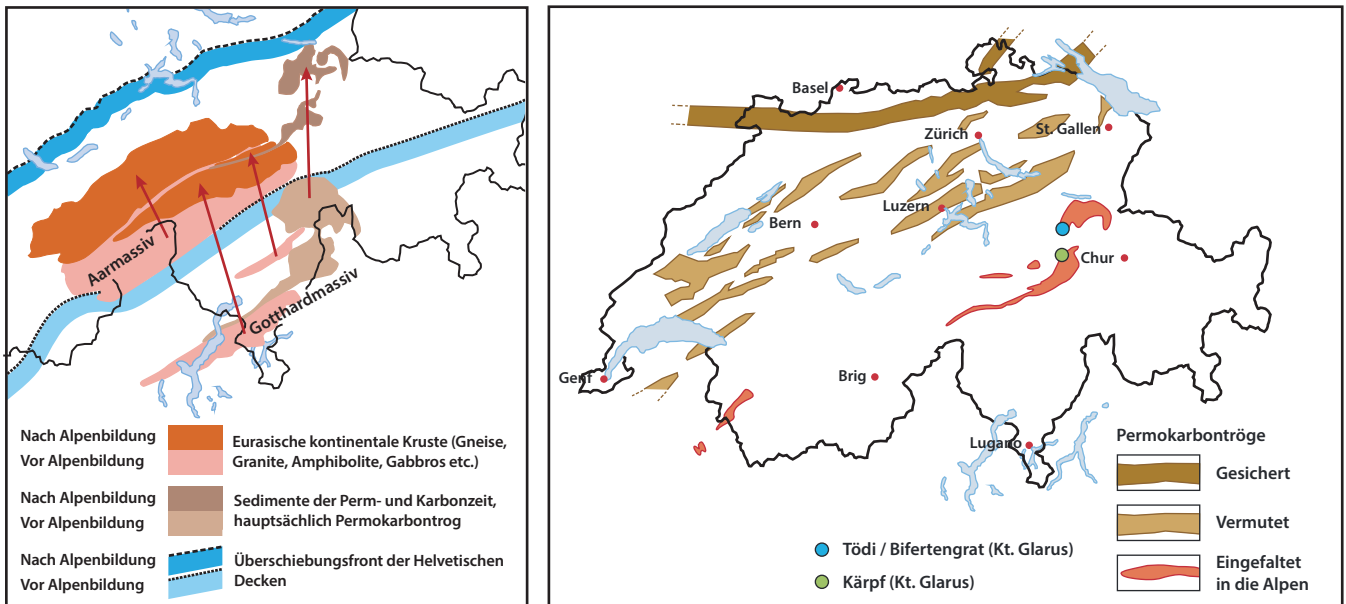 Aarmassiv
Gotthardmassiv
Nach Alpenbildung
Vor Alpenbildung
Eurasische kontinentale Kruste (Gneise,
Granite, Amphibolite, Gabbros etc.)
Nach Alpenbildung
Vor Alpenbildung
Sedimente der Perm- und Karbonzeit,
hauptsächlich Permokarbontrog
Nach Alpenbildung
Vor Alpenbildung
Überschiebungsfront der Helvetischen
Decken
Basel
Zürich
St. Gallen
Luzern
Bern
Chur
Genf
Brig
Lugano
Tödi / Bifertengrat (Kt. Glarus)
Kärpf (Kt. Glarus)
Permokarbontröge
Gesichert
Vermutet
Eingefaltet
in die Alpen